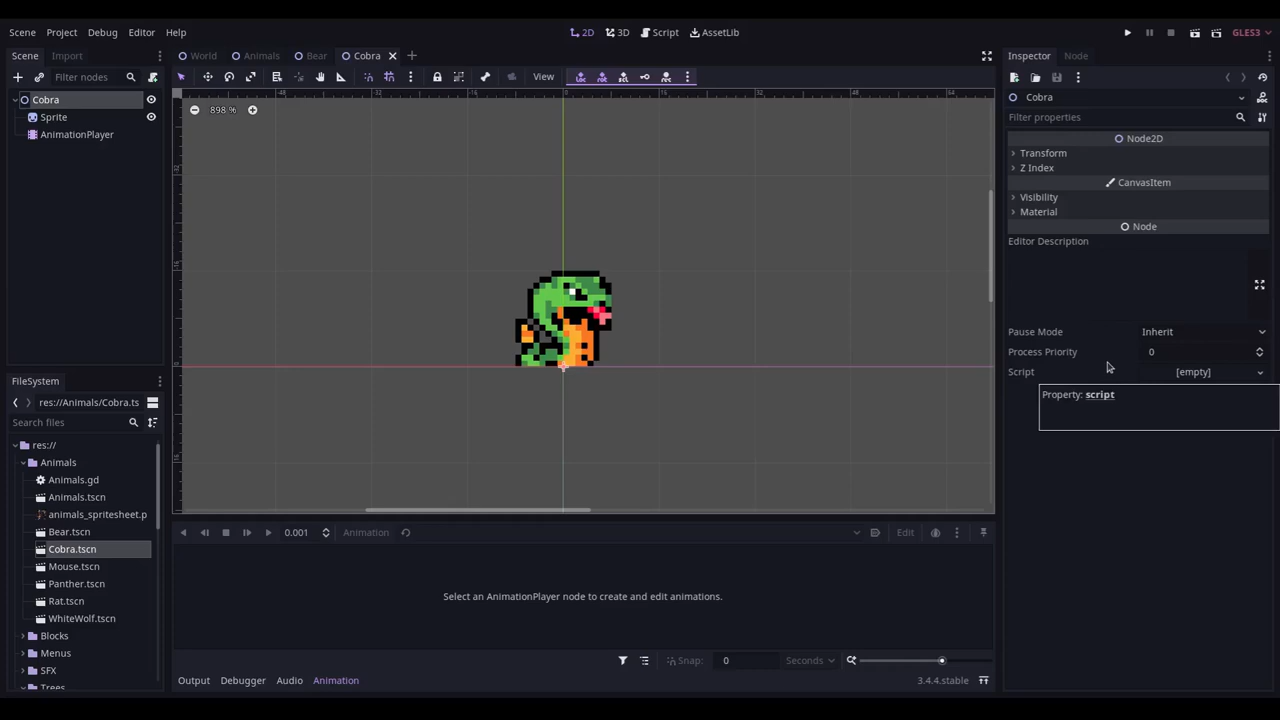 Scene Project Debug Editor Help
2D 3D Script AssetLib
GLES3
Scene Import
World Animals Bear Cobra
Inspector Node
Filter nodes
View
Cobra
Sprite
AnimationPlayer
898 %
Cobra
Filter properties
Node2D
Transform
Z Index
CanvasItem
Visibility
Material
Node
Editor Description
Pause Mode Inherit
Process Priority 0
Script [empty]
Property: script
FileSystem
res://Animals/Cobra.ts
Search files
res://
Animals
Animals.gd
Animals.tscn
animals_spritesheet.p
Bear.tscn
Cobra.tscn
Mouse.tscn
Panther.tscn
Rat.tscn
WhiteWolf.tscn
Blocks
Menus
SFX
Trees
0.001 Animation Edit
Select an AnimationPlayer node to create and edit animations.
Snap: 0 Seconds
Output Debugger Audio Animation 3.4.4.stable